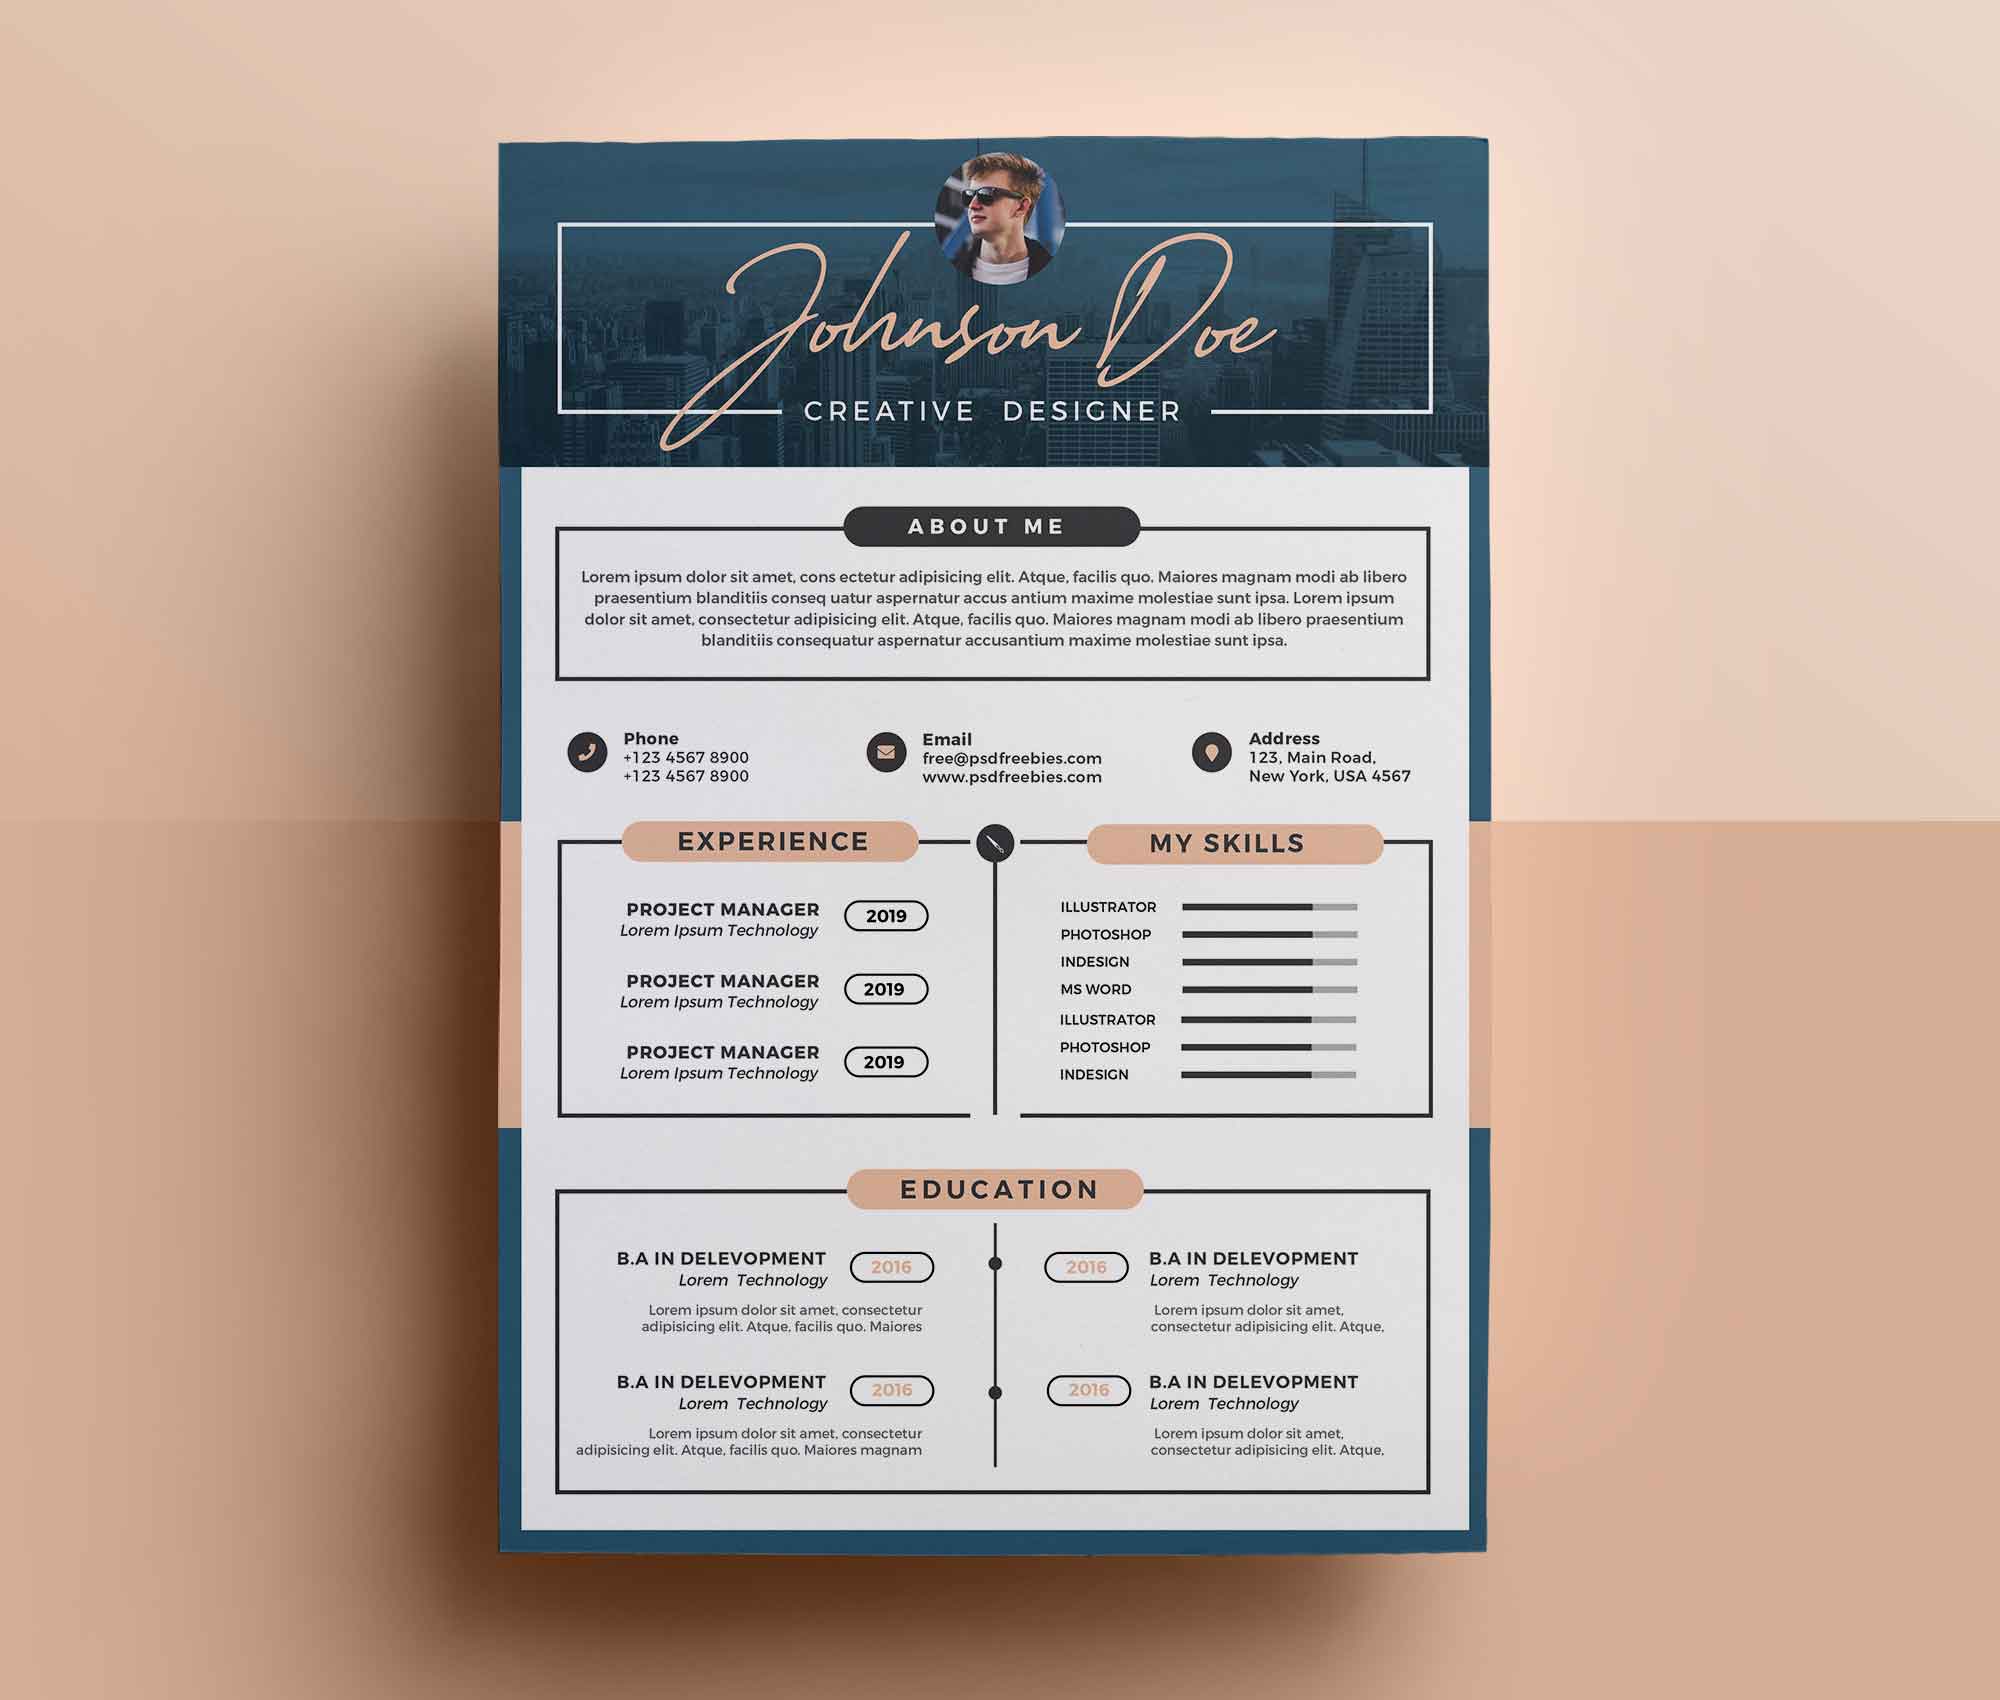 Johnson Doe
CREATIVE DESIGNER
ABOUT ME
Lorem ipsum dolor sit amet, cons ectetur adipisicing elit. Atque, facilis quo. Maiores magnam modi ab libero
praesentium blanditiis conseq uatur aspernatur accus antium maxime molestiae sunt ipsa. Lorem ipsum
dolor sit amet, consectetur adipisicing elit. Atque, facilis quo. Maiores magnam modi ab libero praesentium
blanditiis consequatur aspernatur accusantium maxime molestiae sunt ipsa.
Phone
+123 4567 8900
+123 4567 8900
Email
free@psdfreebies.com
www.psdfreebies.com
Address
123, Main Road,
New York, USA 4567
EXPERIENCE
PROJECT MANAGER
Lorem Ipsum Technology
2019
PROJECT MANAGER
Lorem Ipsum Technology
2019
PROJECT MANAGER
Lorem Ipsum Technology
2019
MY SKILLS
ILLUSTRATOR
PHOTOSHOP
INDESIGN
MS WORD
ILLUSTRATOR
PHOTOSHOP
INDESIGN
EDUCATION
B.A IN DELEVOPMENT
Lorem Technology
2016
Lorem ipsum dolor sit amet, consectetur
adipisicing elit. Atque, facilis quo. Maiores
B.A IN DELEVOPMENT
Lorem Technology
2016
Lorem ipsum dolor sit amet, consectetur
adipisicing elit. Atque, facilis quo. Maiores magnam
2016
B.A IN DELEVOPMENT
Lorem Technology
Lorem ipsum dolor sit amet,
consectetur adipisicing elit. Atque,
2016
B.A IN DELEVOPMENT
Lorem Technology
Lorem ipsum dolor sit amet,
consectetur adipisicing elit. Atque,